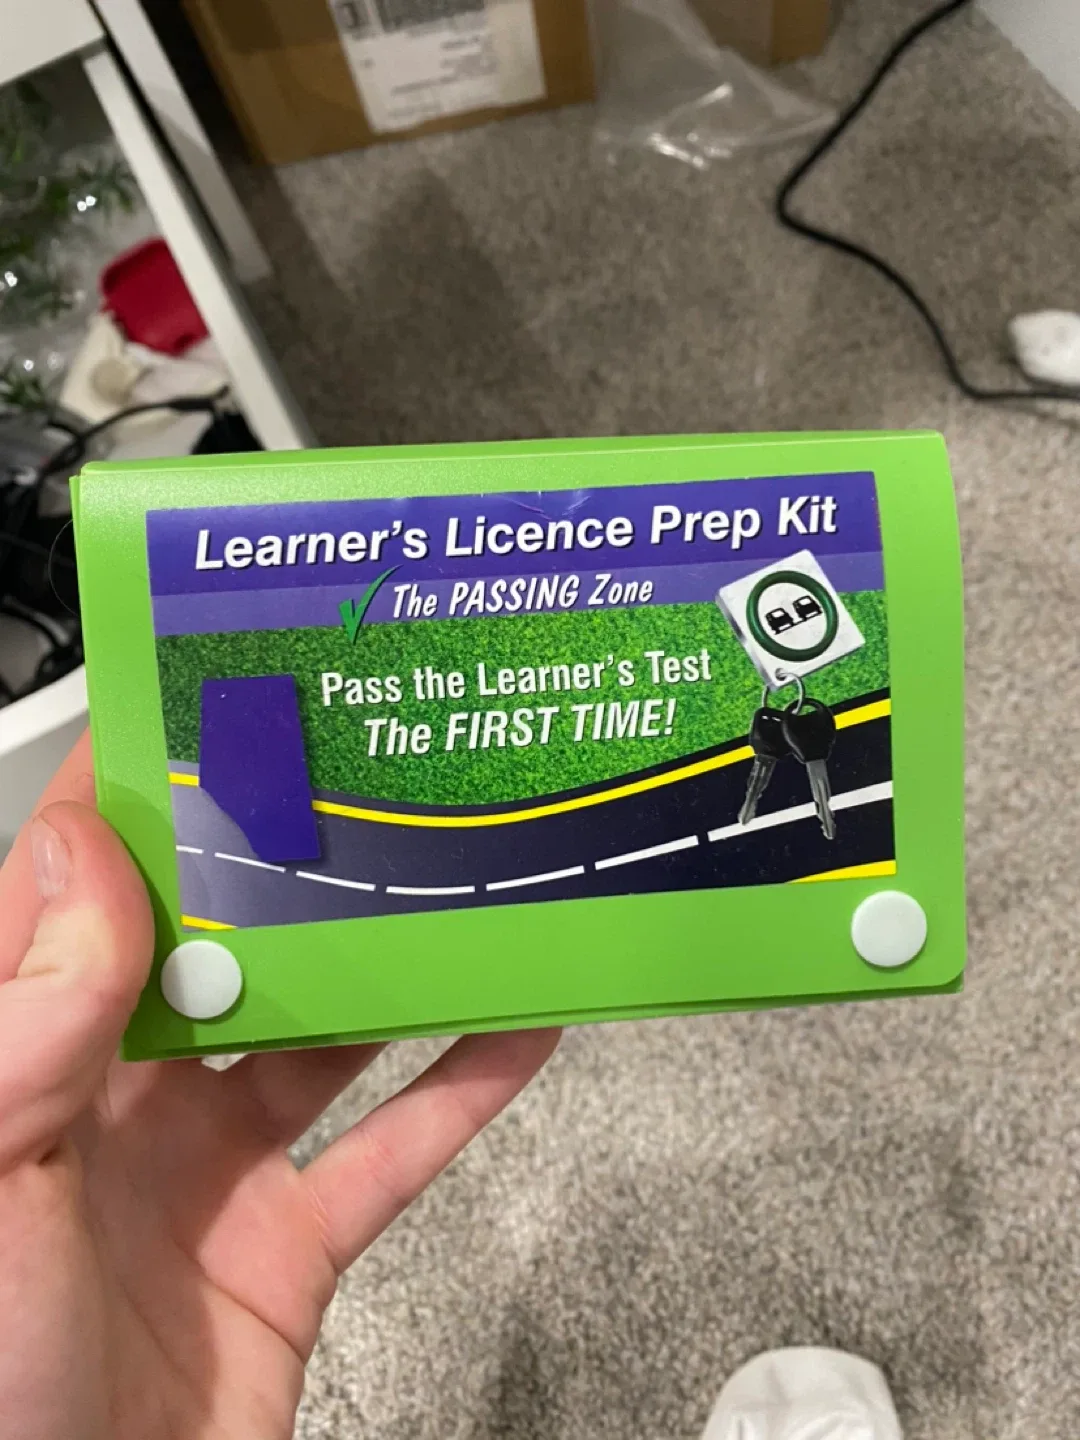 Learner's Licence Prep Kit
The PASSING Zone
Pass the Learner's Test
The FIRST TIME!